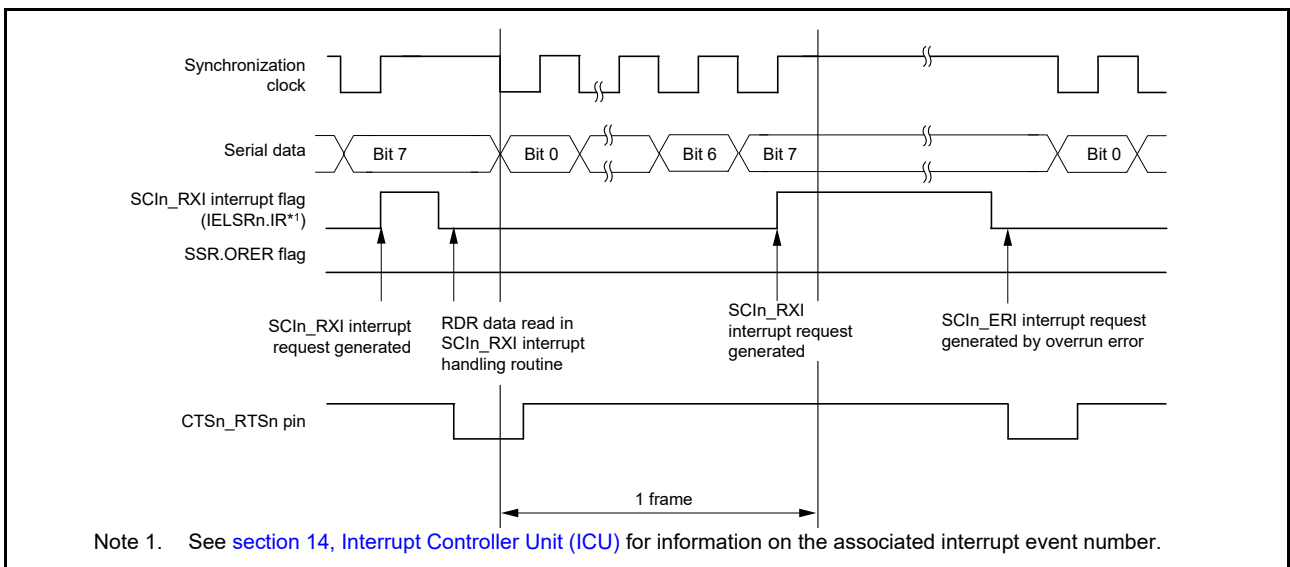 Synchronization
clock
Serial data
Bit 7
Bit 0
Bit 6
Bit 7
Bit 0
SCIn_RXI interrupt flag
(IELSRn.IR*1)
SSR.ORER flag
SCIn_RXI interrupt
request generated
RDR data read in
SCIn_RXI interrupt
handling routine
SCIn_RXI
interrupt request
generated
SCIn_ERI interrupt request
generated by overrun error
CTSn_RTSn pin
1 frame
Note 1. See section 14, Interrupt Controller Unit (ICU) for information on the associated interrupt event number.